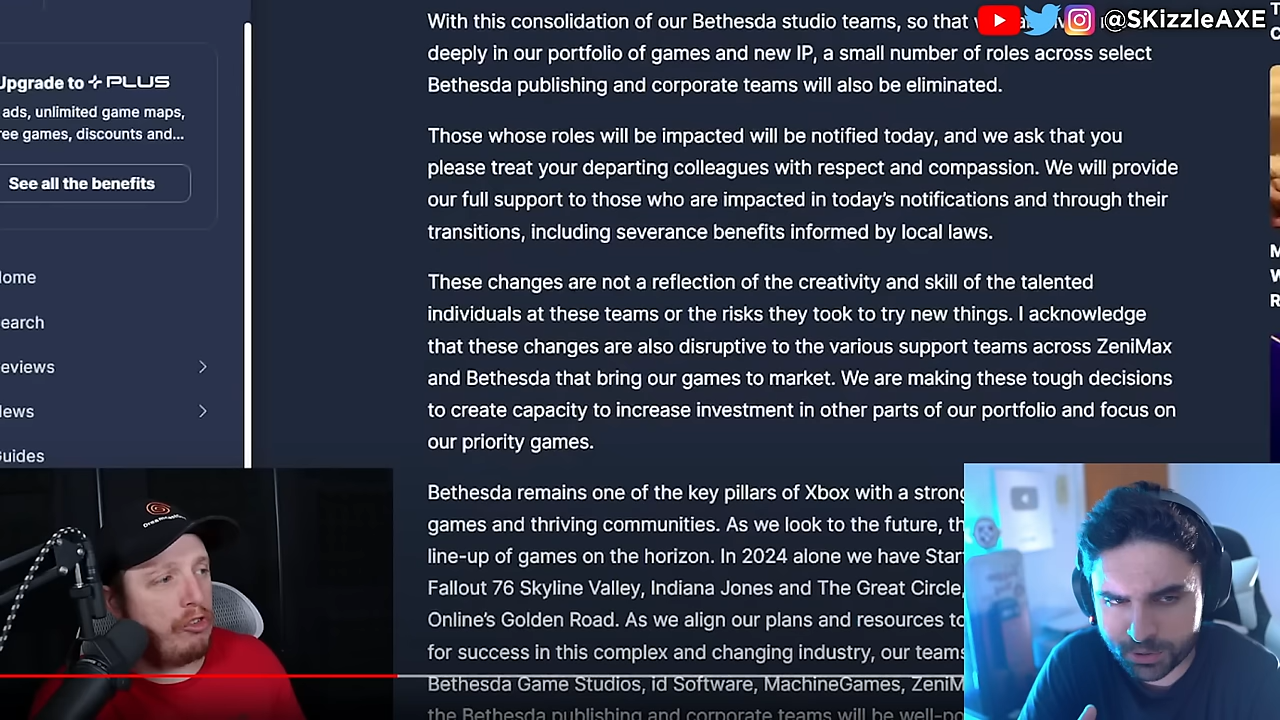 @SKizzleAXE
With this consolidation of our Bethesda studio teams, so that
deeply in our portfolio of games and new IP, a small number of roles across select
Bethesda publishing and corporate teams will also be eliminated.
Upgrade to PLUS
ads, unlimited game maps,
ree games, discounts and...
See all the benefits
Those whose roles will be impacted will be notified today, and we ask that you
please treat your departing colleagues with respect and compassion. We will provide
our full support to those who are impacted in today's notifications and through their
transitions, including severance benefits informed by local laws.
ome
earch
eviews
ews
uides
These changes are not a reflection of the creativity and skill of the talented
individuals at these teams or the risks they took to try new things. I acknowledge
that these changes are also disruptive to the various support teams across ZeniMax
and Bethesda that bring our games to market. We are making these tough decisions
to create capacity to increase investment in other parts of our portfolio and focus on
our priority games.
Bethesda remains one of the key pillars of Xbox with a strong
games and thriving communities. As we look to the future, th
line-up of games on the horizon. In 2024 alone we have Star
Fallout 76 Skyline Valley, Indiana Jones and The Great Circle,
Online's Golden Road. As we align our plans and resources to
for success in this complex and changing industry, our teams
Bethesda Game Studios, id Software, MachineGames, ZeniM
the Bethesda publishing and corporate teams will be well-po